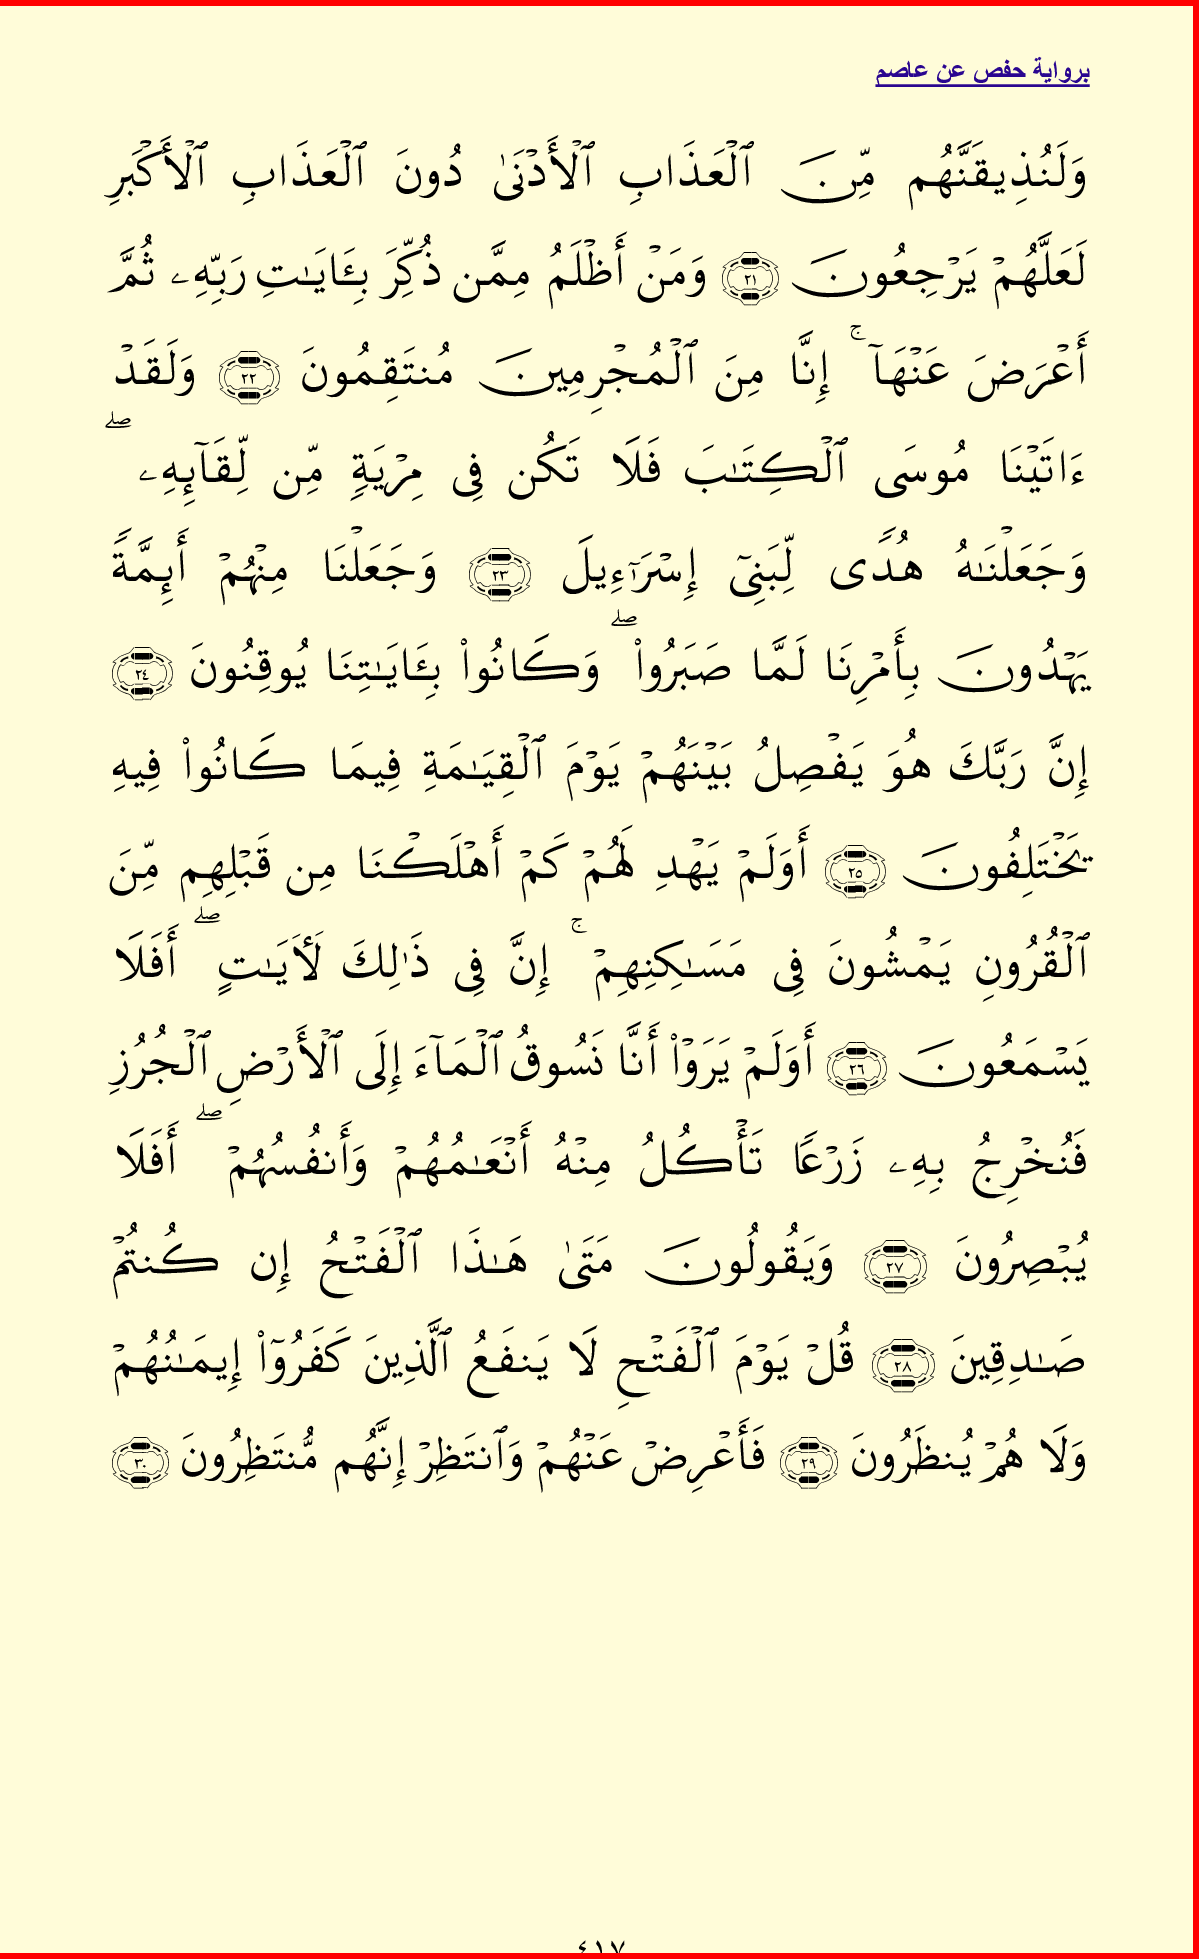 برواية حفص عن عاصم
وَلَنُذِيقَنَّهُم مِّنَ ٱلْعَذَابِ ٱلْأَدْنَىٰ دُونَ ٱلْعَذَابِ ٱلْأَكْبَرِ
لَعَلَّهُمْ يَرْجِعُونَ ٢١ وَمَنْ أَظْلَمُ مِمَّن ذُكِّرَ بِـَٔايَـٰتِ رَبِّهِۦ ثُمَّ
أَعْرَضَ عَنْهَآ ۚ إِنَّا مِنَ ٱلْمُجْرِمِينَ مُنتَقِمُونَ ٢٢ وَلَقَدْ
ءَاتَيْنَا مُوسَى ٱلْكِتَـٰبَ فَلَا تَكُن فِى مِرْيَةٍ مِّن لِّقَآئِهِۦ ۖ
وَجَعَلْنَـٰهُ هُدًى لِّبَنِىٓ إِسْرَٰٓءِيلَ ٢٣ وَجَعَلْنَا مِنْهُمْ أَئِمَّةً
يَهْدُونَ بِأَمْرِنَا لَمَّا صَبَرُوا۟ ۖ وَكَانُوا۟ بِـَٔايَـٰتِنَا يُوقِنُونَ ٢٤
إِنَّ رَبَّكَ هُوَ يَفْصِلُ بَيْنَهُمْ يَوْمَ ٱلْقِيَـٰمَةِ فِيمَا كَانُوا۟ فِيهِ
يَخْتَلِفُونَ ٢٥ أَوَلَمْ يَهْدِ لَهُمْ كَمْ أَهْلَكْنَا مِن قَبْلِهِم مِّنَ
ٱلْقُرُونِ يَمْشُونَ فِى مَسَـٰكِنِهِمْ ۚ إِنَّ فِى ذَٰلِكَ لَـَٔايَـٰتٍ ۖ أَفَلَا
يَسْمَعُونَ ٢٦ أَوَلَمْ يَرَوْا۟ أَنَّا نَسُوقُ ٱلْمَآءَ إِلَى ٱلْأَرْضِ ٱلْجُرُزِ
فَنُخْرِجُ بِهِۦ زَرْعًا تَأْكُلُ مِنْهُ أَنْعَـٰمُهُمْ وَأَنفُسُهُمْ ۖ أَفَلَا
يُبْصِرُونَ ٢٧ وَيَقُولُونَ مَتَىٰ هَـٰذَا ٱلْفَتْحُ إِن كُنتُمْ
صَـٰدِقِينَ ٢٨ قُلْ يَوْمَ ٱلْفَتْحِ لَا يَنفَعُ ٱلَّذِينَ كَفَرُوٓا۟ إِيمَـٰنُهُمْ
وَلَا هُمْ يُنظَرُونَ ٢٩ فَأَعْرِضْ عَنْهُمْ وَٱنتَظِرْ إِنَّهُم مُّنتَظِرُونَ ٣٠
٤١٧